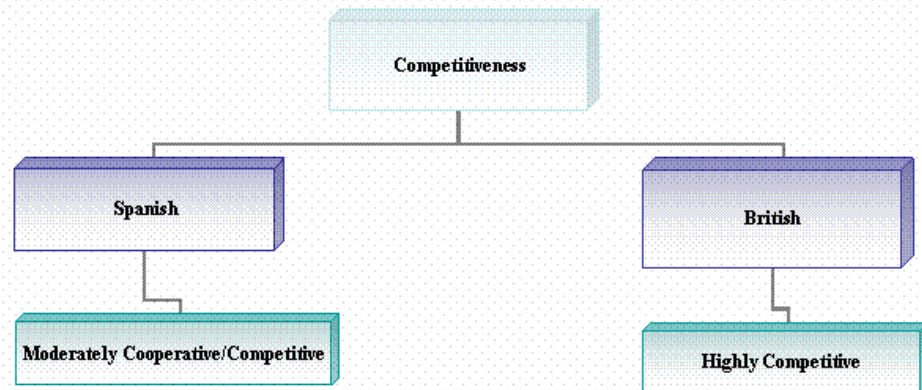 Competitiveness
Spanish
British
Moderately Cooperative/Competitive
Highly Competitive